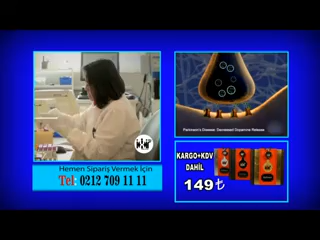 Parkinson's Disease: Decreased Dopamine Release.
KARGO+KDV
DAHİL
149₺
Hemen Sipariş Vermek İçin
Tel: 0212 709 11 11